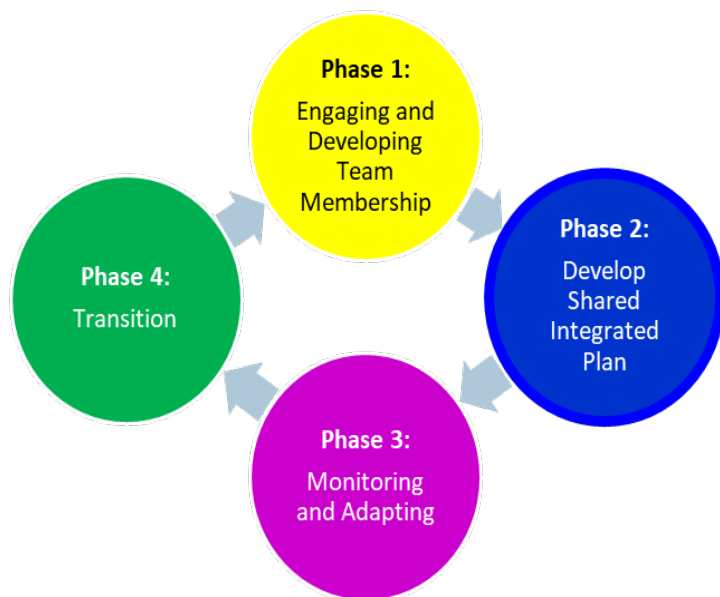 Phase 1:
Engaging and
Developing
Team
Membership
Phase 2:
Develop
Shared
Integrated
Plan
Phase 3:
Monitoring
and Adapting
Phase 4:
Transition